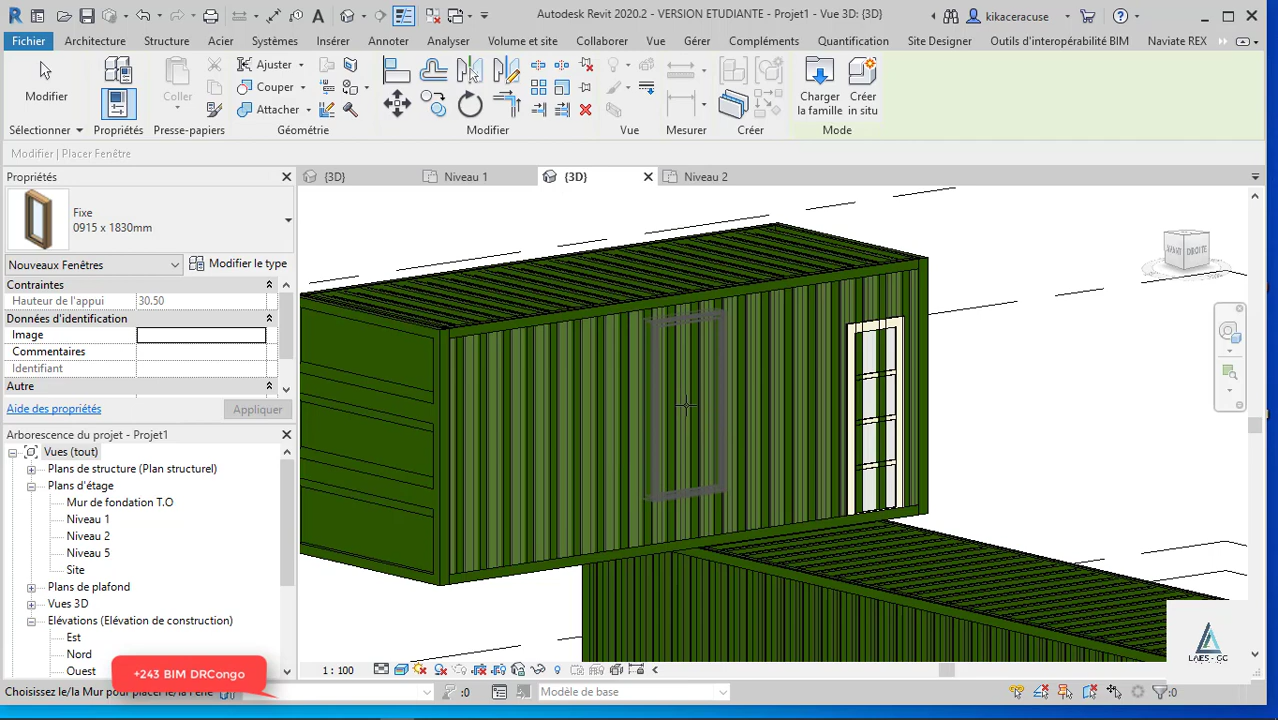 Autodesk Revit 2020.2 - VERSION ETUDIANTE - Projet1 - Vue 3D: {3D}
kikaceracuse
Fichier Architecture Structure Acier Systèmes Insérer Annoter Analyser Volume et site Collaborer Vue Gérer Compléments Quantification Site Designer Outils d'interopérabilité BIM Naviate REX
Modifier
Coller
Ajuster
Couper
Attacher
Charger la famille
Créer in situ
Sélectionner Propriétés Presse-papiers Géométrie Modifier Vue Mesurer Créer Mode
Modifier | Placer Fenêtre
Propriétés
{3D} Niveau 1 {3D} Niveau 2
Fixe
0915 x 1830mm
Nouveaux Fenêtres Modifier le type
Contraintes
Hauteur de l'appui 30.50
Données d'identification
Image
Commentaires
Identifiant
Autre
Aide des propriétés Appliquer
Arborescence du projet - Projet1
Vues (tout)
Plans de structure (Plan structurel)
Plans d'étage
Mur de fondation T.O
Niveau 1
Niveau 2
Niveau 5
Site
Plans de plafond
Vues 3D
Elévations (Elévation de construction)
Est
Nord
Ouest
AVANT DROITE
LAES - GC
+243 BIM DRCongo
1 : 100
Choisissez le/la Mur pour placer le/la Fenê
:0
Modèle de base
:0